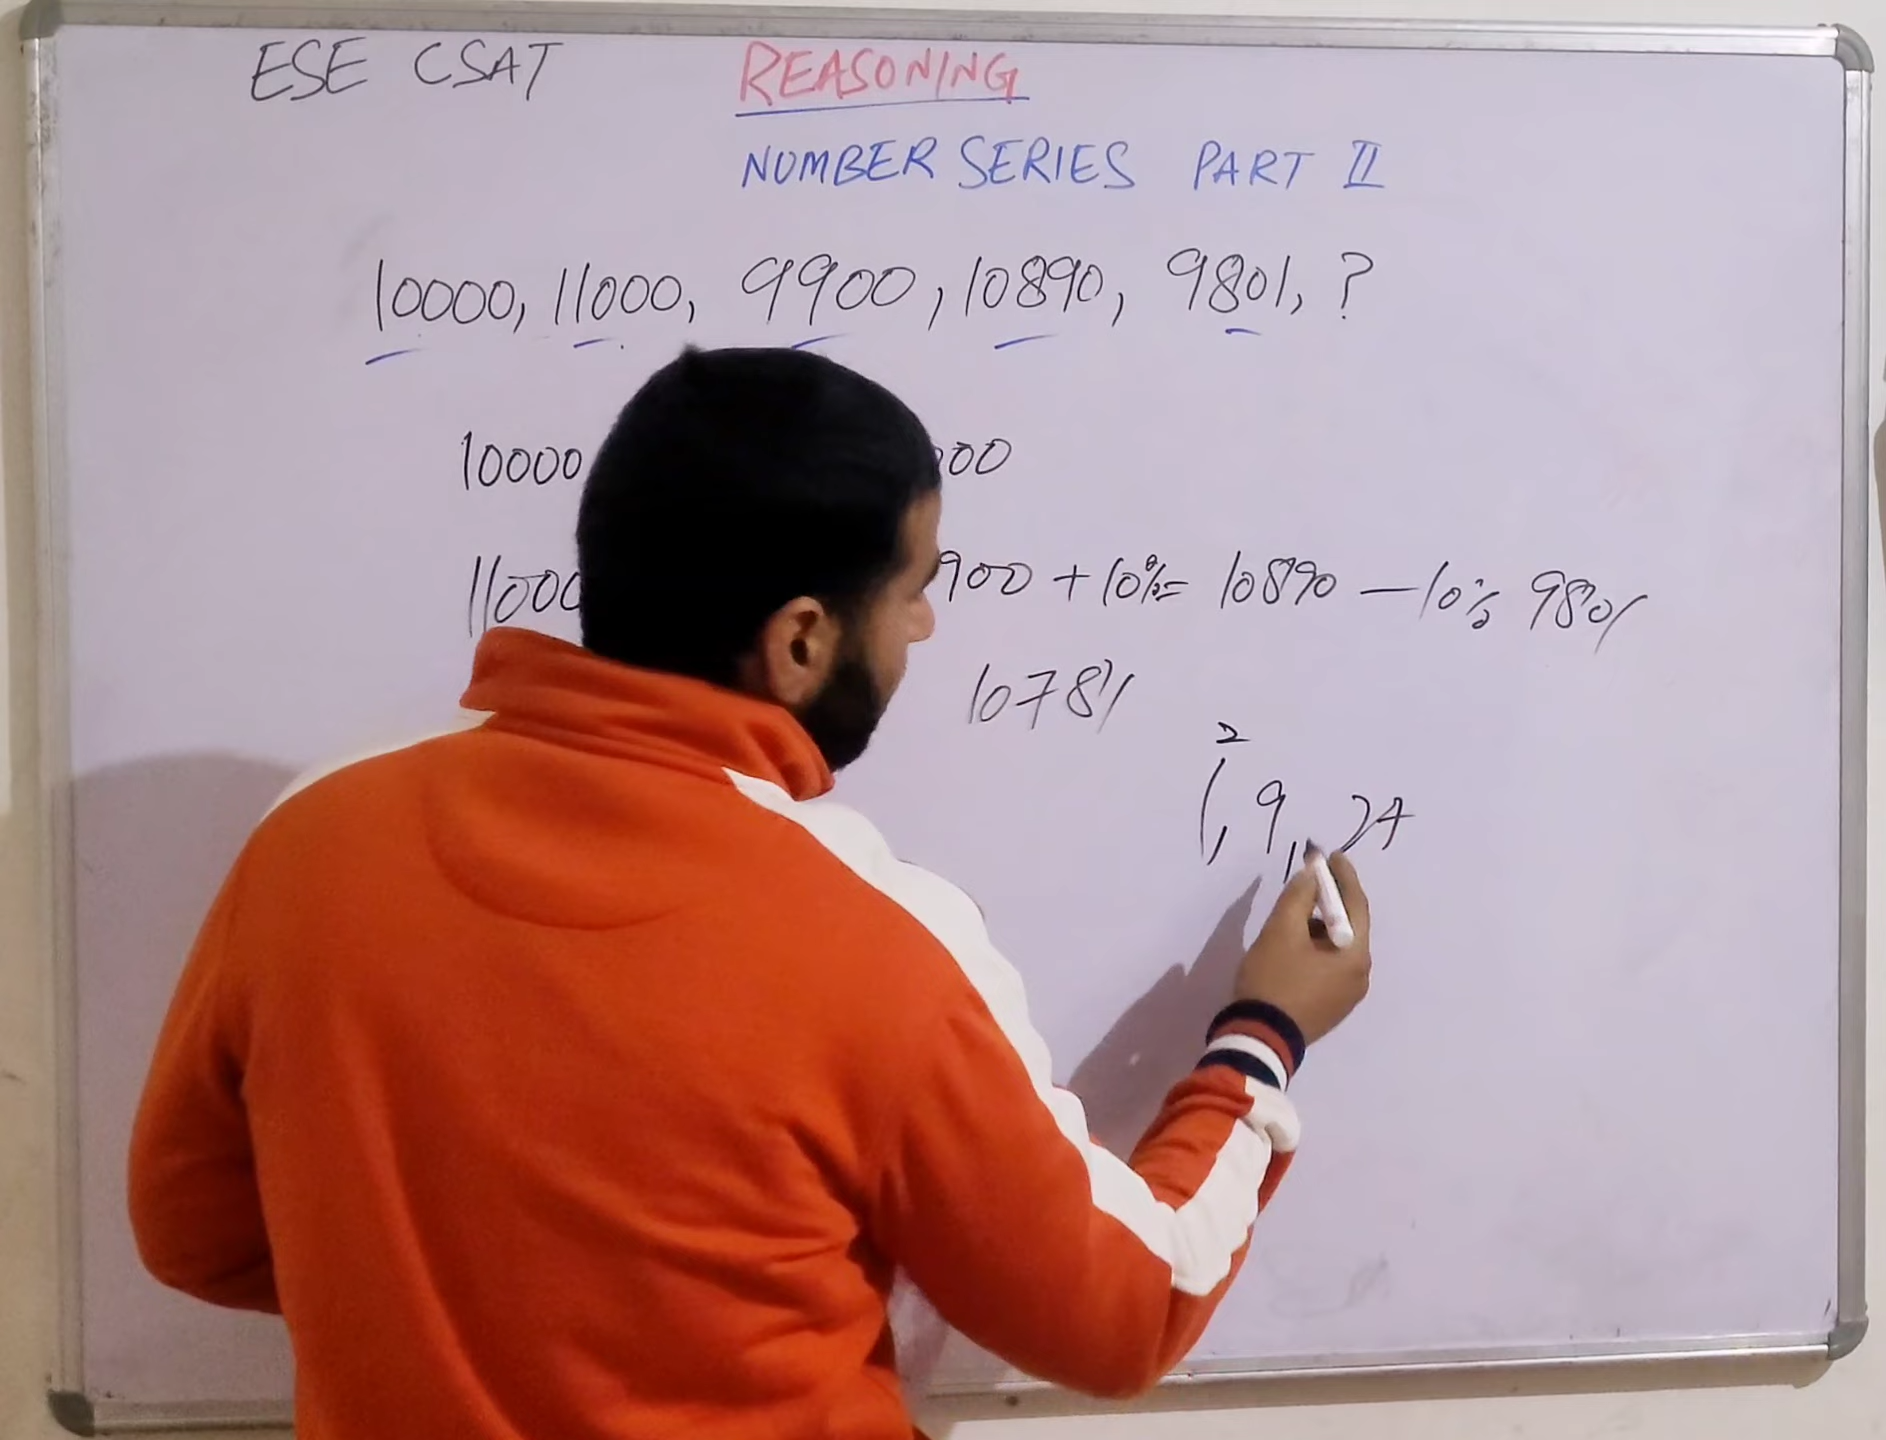 ESE CSAT REASONING
NUMBER SERIES PART II
10000, 11000, 9900, 10890, 9801, ?
10000 00
11000 900 + 10% = 10890 - 10% 9801
10781
2
1, 9, 24